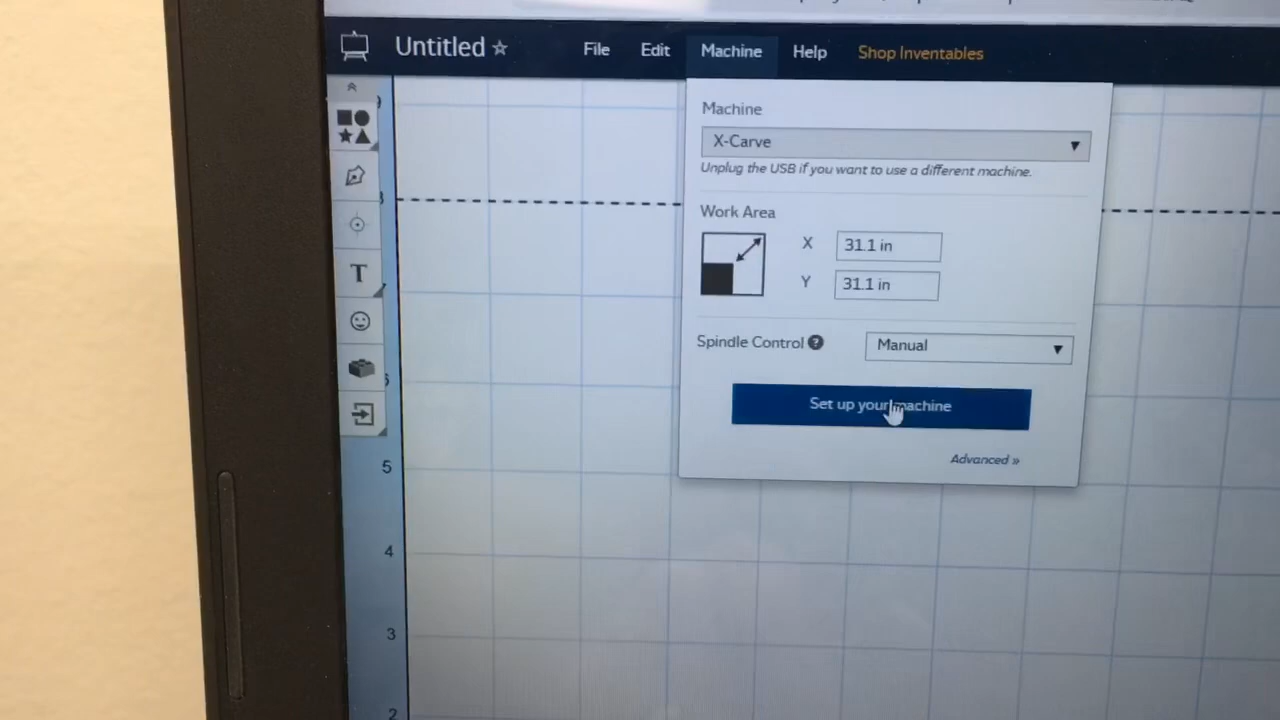 Untitled ☆ File Edit Machine Help Shop Inventables
Machine
X-Carve
Unplug the USB if you want to use a different machine.
Work Area
X 31.1 in
Y 31.1 in
Spindle Control ? Manual
Set up your machine
Advanced »
T
5
4
3
2